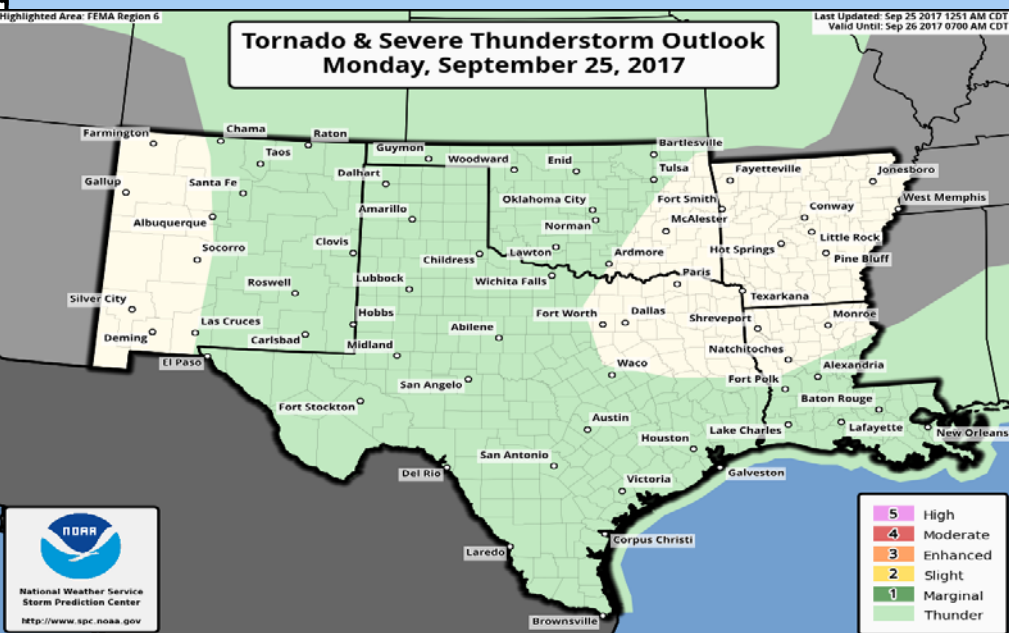 Highlighted Area: FEMA Region 6
Last Updated: Sep 25 2017 1251 AM CDT
Valid Until: Sep 26 2017 0700 AM CDT
Tornado & Severe Thunderstorm Outlook
Monday, September 25, 2017
Farmington
Chama
Raton
Taos
Guymon
Woodward
Enid
Bartlesville
Tulsa
Fayetteville
Jonesboro
Gallup
Santa Fe
Dalhart
Oklahoma City
Fort Smith
West Memphis
Albuquerque
Amarillo
Norman
McAlester
Conway
Socorro
Clovis
Childress
Lawton
Ardmore
Hot Springs
Little Rock
Pine Bluff
Roswell
Lubbock
Wichita Falls
Paris
Texarkana
Silver City
Las Cruces
Hobbs
Abilene
Fort Worth
Dallas
Shreveport
Monroe
Deming
Carlsbad
Midland
Natchitoches
El Paso
San Angelo
Waco
Fort Polk
Alexandria
Fort Stockton
Austin
Baton Rouge
Houston
Lake Charles
Lafayette
New Orleans
Del Rio
San Antonio
Victoria
Galveston
Laredo
Corpus Christi
Brownsville
NOAA
National Weather Service
Storm Prediction Center
http://www.spc.noaa.gov
5 High
4 Moderate
3 Enhanced
2 Slight
1 Marginal
Thunder